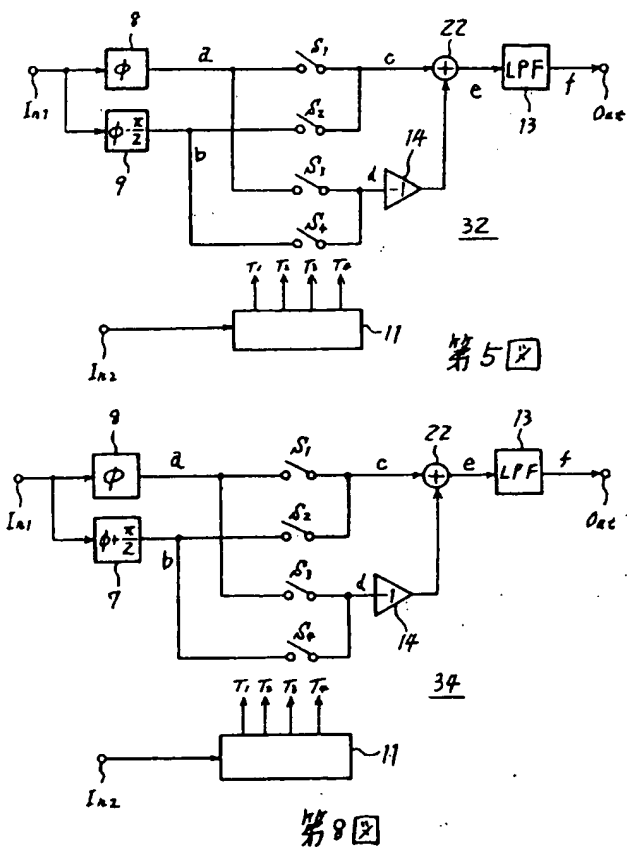 8
S1
22
φ
a
c
e
LPF
f
In1
13
Out
S2
φ-π/2
b
14
9
S3
d
-1
S4
32
T1 T2 T3 T4
11
In2
第5図
8
S1
22
13
φ
a
c
e
LPF
f
In1
S2
Out
φ+π/2
b
7
S3
d
-1
14
S4
34
T1 T2 T3 T4
11
In2
第8図